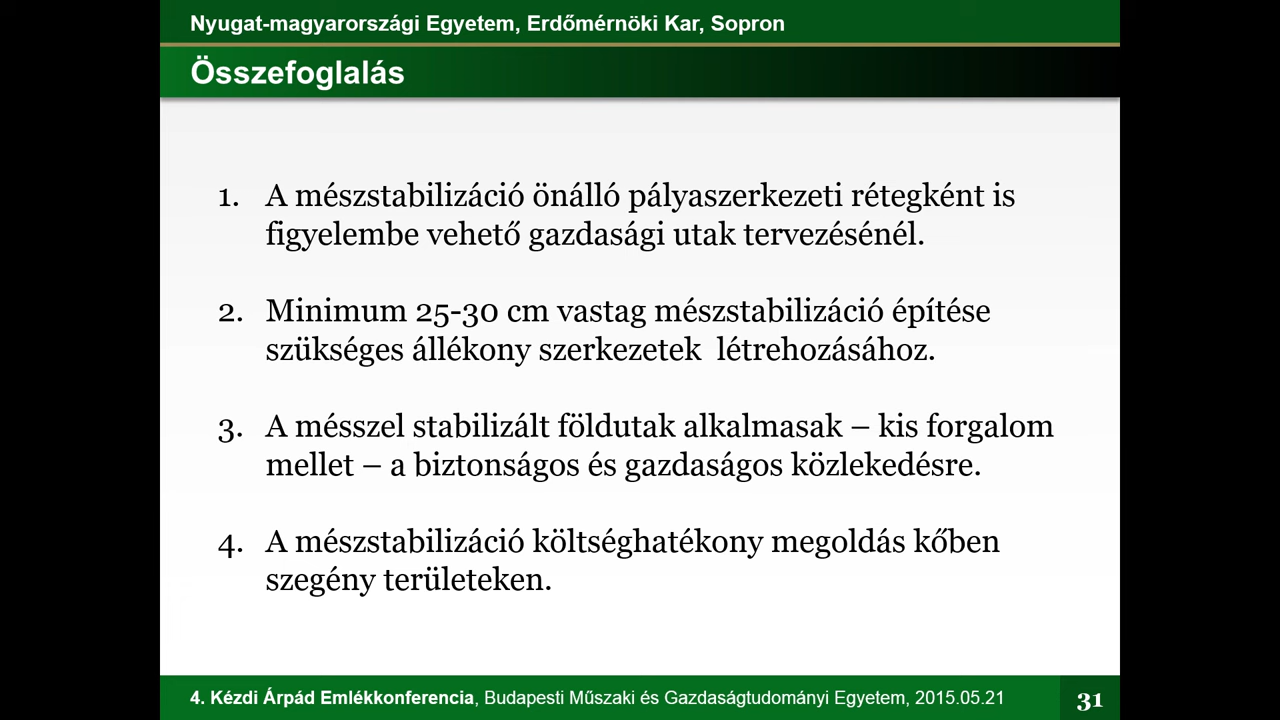 Nyugat-magyarországi Egyetem, Erdőmérnöki Kar, Sopron
Összefoglalás
1. A mészstabilizáció önálló pályaszerkezeti rétegként is
figyelembe vehető gazdasági utak tervezésénél.
2. Minimum 25-30 cm vastag mészstabilizáció építése
szükséges állékony szerkezetek létrehozásához.
3. A mésszel stabilizált földutak alkalmasak – kis forgalom
mellet – a biztonságos és gazdaságos közlekedésre.
4. A mészstabilizáció költséghatékony megoldás kőben
szegény területeken.
4. Kézdi Árpád Emlékkonferencia, Budapesti Műszaki és Gazdaságtudományi Egyetem, 2015.05.21
31